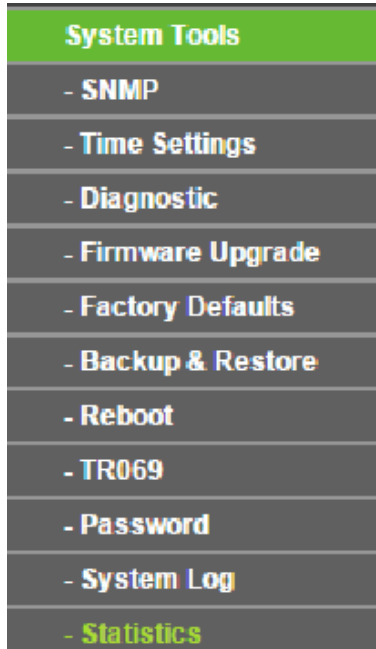 System Tools
- SNMP
- Time Settings
- Diagnostic
- Firmware Upgrade
- Factory Defaults
- Backup & Restore
- Reboot
- TR069
- Password
- System Log
- Statistics